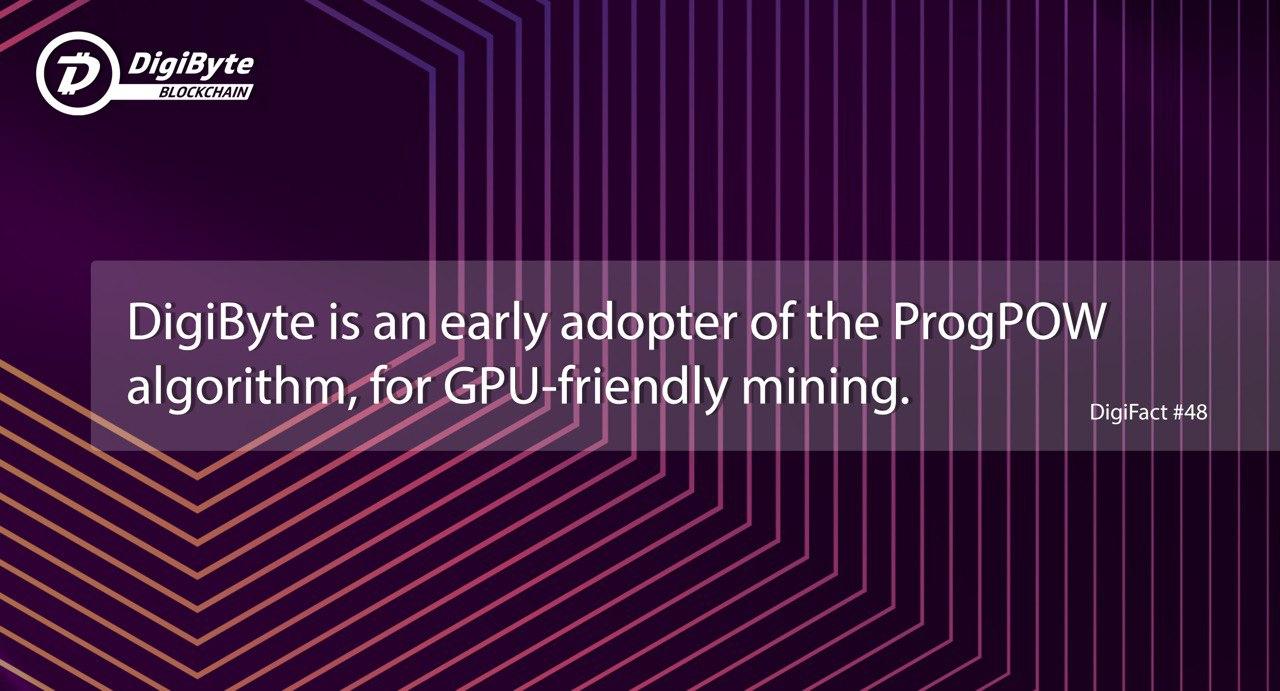 DigiByte
BLOCKCHAIN
DigiByte is an early adopter of the ProgPOW
algorithm, for GPU-friendly mining.
DigiFact #48